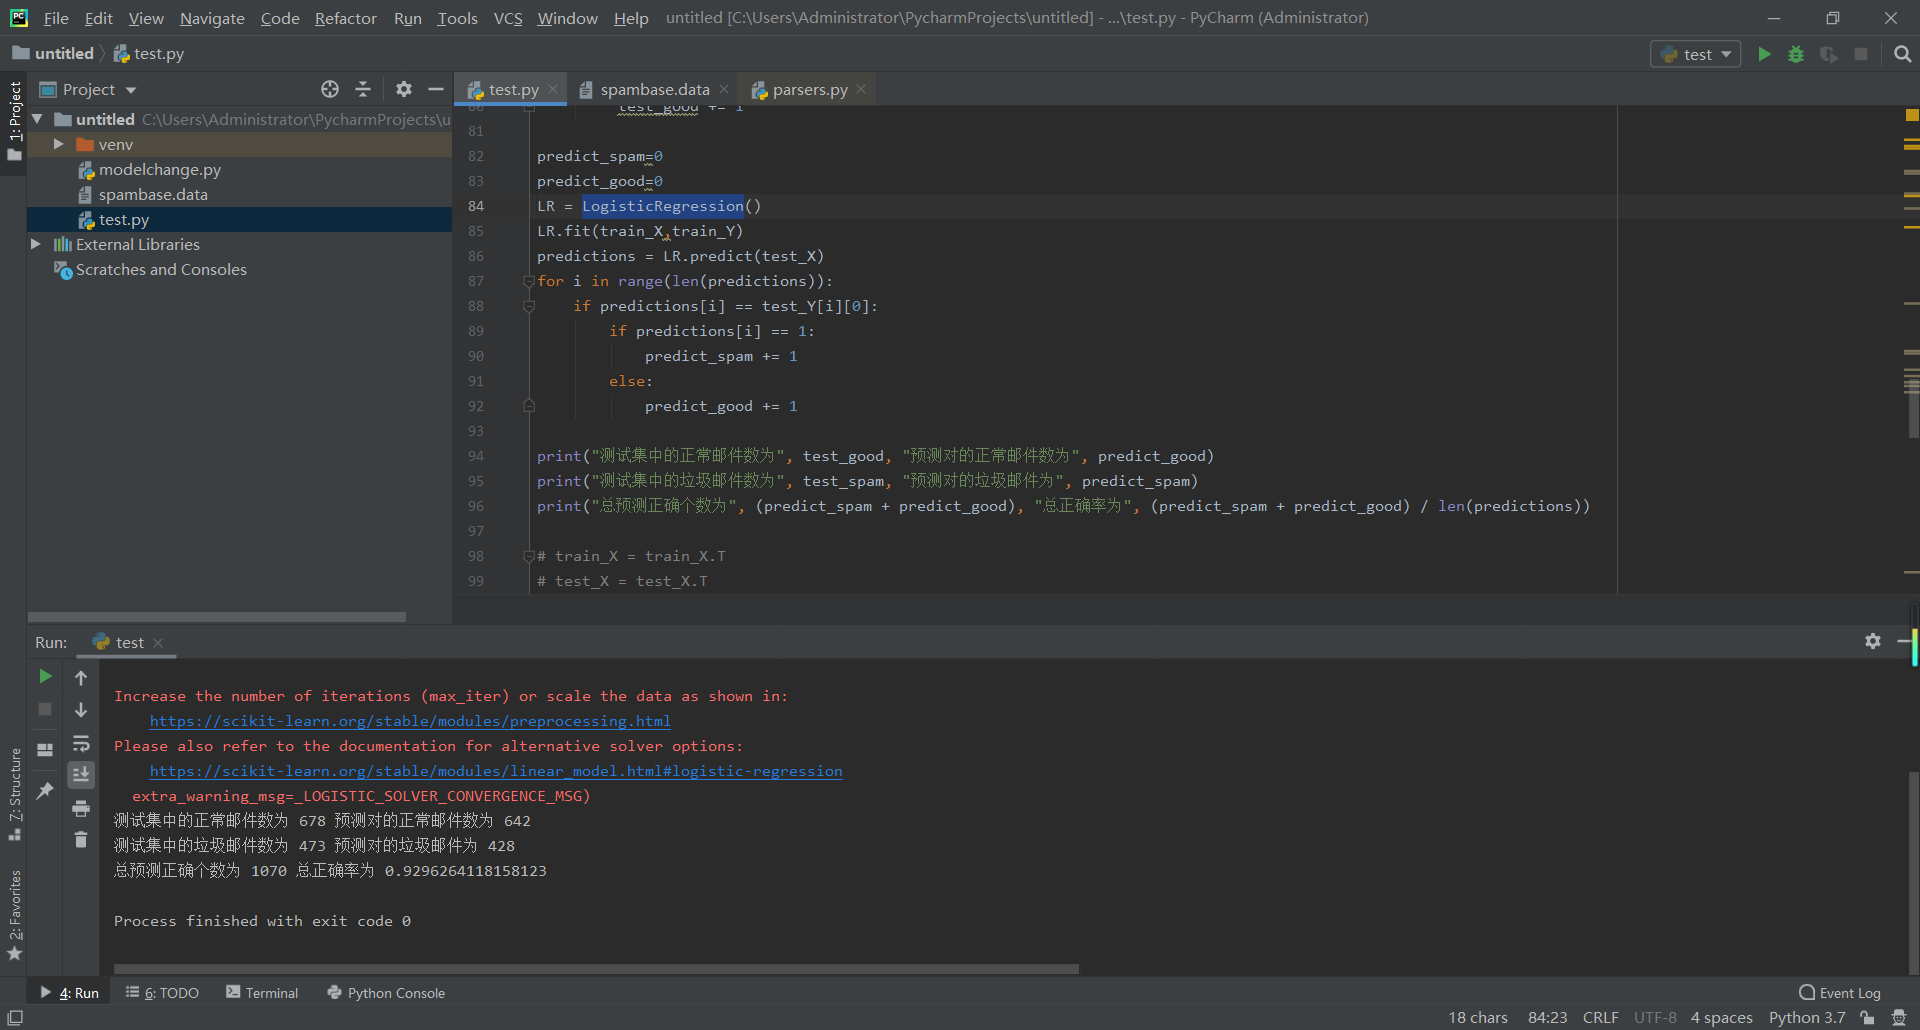 File Edit View Navigate Code Refactor Run Tools VCS Window Help untitled [C:\Users\Administrator\PycharmProjects\untitled] - ...\test.py - PyCharm (Administrator)
untitled test.py test
1: Project
Project test.py spambase.data parsers.py
untitled C:\Users\Administrator\PycharmProjects\u
venv
modelchange.py
spambase.data
test.py
External Libraries
Scratches and Consoles
80 test_good += 1
81
82 predict_spam=0
83 predict_good=0
84 LR = LogisticRegression()
85 LR.fit(train_X,train_Y)
86 predictions = LR.predict(test_X)
87 for i in range(len(predictions)):
88 if predictions[i] == test_Y[i][0]:
89 if predictions[i] == 1:
90 predict_spam += 1
91 else:
92 predict_good += 1
93
94 print("测试集中的正常邮件数为", test_good, "预测对的正常邮件数为", predict_good)
95 print("测试集中的垃圾邮件数为", test_spam, "预测对的垃圾邮件为", predict_spam)
96 print("总预测正确个数为", (predict_spam + predict_good), "总正确率为", (predict_spam + predict_good) / len(predictions))
97
98 # train_X = train_X.T
99 # test_X = test_X.T
Run: test
Increase the number of iterations (max_iter) or scale the data as shown in:
https://scikit-learn.org/stable/modules/preprocessing.html
Please also refer to the documentation for alternative solver options:
https://scikit-learn.org/stable/modules/linear_model.html#logistic-regression
extra_warning_msg=_LOGISTIC_SOLVER_CONVERGENCE_MSG)
测试集中的正常邮件数为 678 预测对的正常邮件数为 642
测试集中的垃圾邮件数为 473 预测对的垃圾邮件为 428
总预测正确个数为 1070 总正确率为 0.9296264118158123
Process finished with exit code 0
7: Structure
2: Favorites
4: Run 6: TODO Terminal Python Console Event Log
18 chars 84:23 CRLF UTF-8 4 spaces Python 3.7